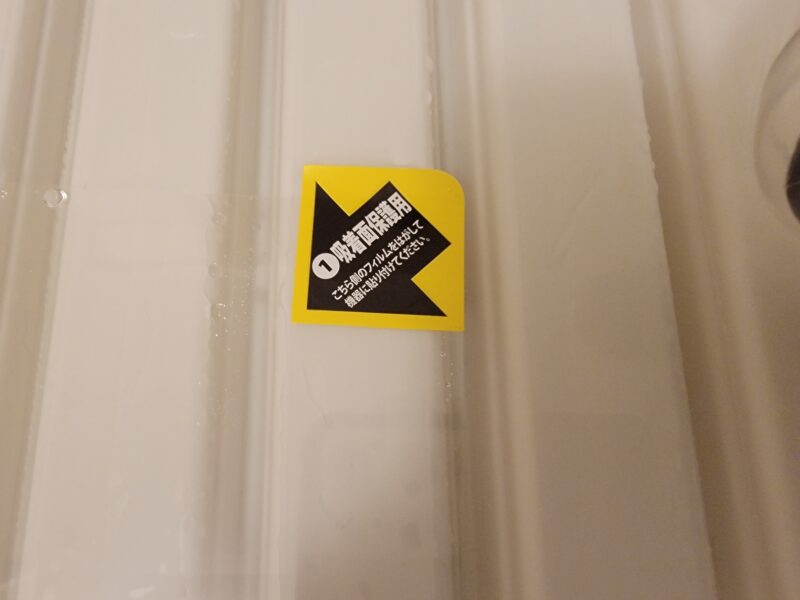 ①吸着面保護用
こちら側のフィルムをはがして
機器に貼り付けてください。